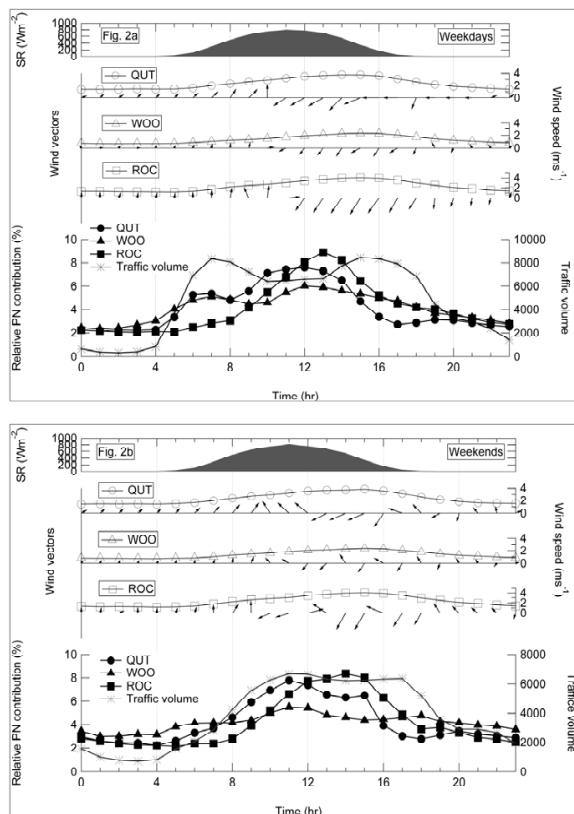 SR (Wm-2)
1000
800
600
400
200
0
Fig. 2a
Weekdays
Wind vectors
QUT
WOO
ROC
4
2
0
4
2
0
4
2
0
Wind speed (ms-1)
Relative PN contribution (%)
10
8
6
4
2
0
QUT
WOO
ROC
Traffic volume
10000
8000
6000
4000
2000
0
Traffic volume
0 4 8 12 16 20
Time (hr)
SR (Wm-2)
1000
800
600
400
200
0
Fig. 2b
Weekends
Wind vectors
QUT
WOO
ROC
4
2
0
4
2
0
4
2
0
Wind speed (ms-1)
Relative PN contribution (%)
10
8
6
4
2
0
QUT
WOO
ROC
Traffic volume
8000
6000
4000
2000
0
Traffice volume
0 4 8 12 16 20
Time (hr)